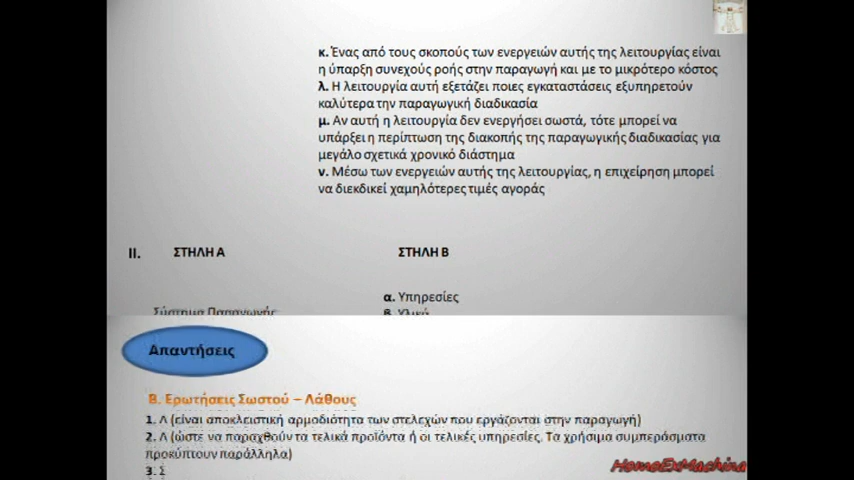 κ. Ένας από τους σκοπούς των ενεργειών αυτής της λειτουργίας είναι
η ύπαρξη συνεχούς ροής στην παραγωγή και με το μικρότερο κόστος
λ. Η λειτουργία αυτή εξετάζει ποιες εγκαταστάσεις εξυπηρετούν
καλύτερα την παραγωγική διαδικασία
μ. Αν αυτή η λειτουργία δεν ενεργήσει σωστά, τότε μπορεί να
υπάρξει η περίπτωση της διακοπής της παραγωγικής διαδικασίας για
μεγάλο σχετικά χρονικό διάστημα
ν. Μέσω των ενεργειών αυτής της λειτουργίας, η επιχείρηση μπορεί
να διεκδικεί χαμηλότερες τιμές αγοράς
ΙΙ. ΣΤΗΛΗ Α ΣΤΗΛΗ Β
α. Υπηρεσίες
Σύστημα Παραγωγής β. Υλικά
Απαντήσεις
Β. Ερωτήσεις Σωστού – Λάθους
1. Λ (είναι αποκλειστική αρμοδιότητα των στελεχών που εργάζονται στην παραγωγή)
2. Λ (ώστε να παραχθούν τα τελικά προϊόντα ή οι τελικές υπηρεσίες. Τα χρήσιμα συμπεράσματα
προκύπτουν παράλληλα)
3. Σ
HomoExMachina